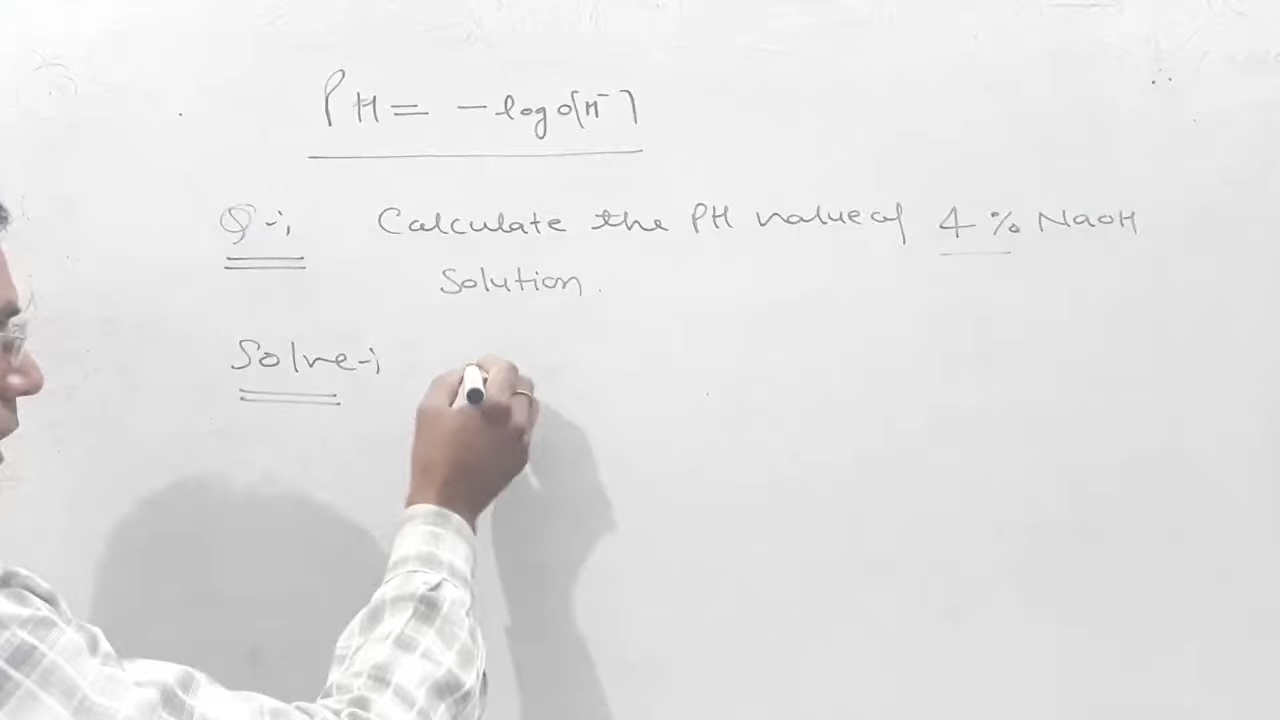 PH = -log o[H⁻]
Q-; Calculate the PH value of 4 % NaOH
Solution.
Solve-;